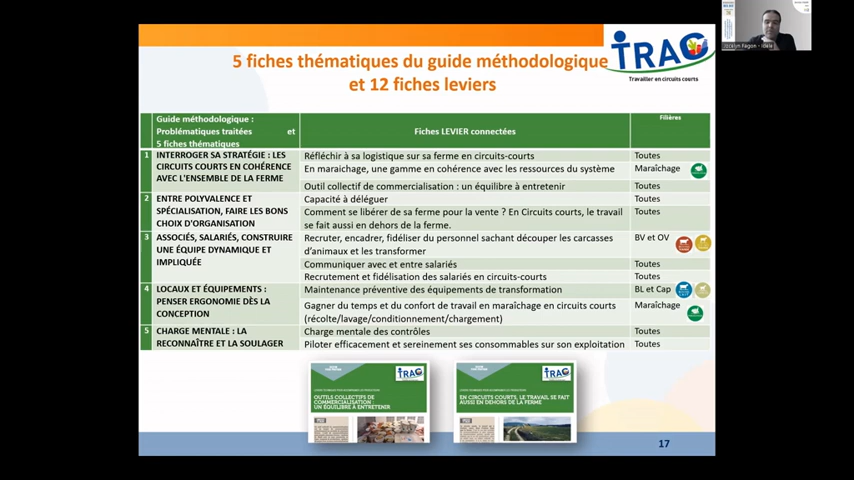 5 fiches thématiques du guide méthodologique
et 12 fiches leviers
TRAC
Travailler en circuits courts
Guide méthodologique :
Problématiques traitées et
5 fiches thématiques
Fiches LEVIER connectées
Filières
1
INTERROGER SA STRATÉGIE : LES
CIRCUITS COURTS EN COHÉRENCE
AVEC L'ENSEMBLE DE LA FERME
Réfléchir à sa logistique sur sa ferme en circuits-courts
Toutes
En maraichage, une gamme en cohérence avec les ressources du système
Maraîchage
Outil collectif de commercialisation : un équilibre à entretenir
Toutes
2
ENTRE POLYVALENCE ET
SPÉCIALISATION, FAIRE LES BONS
CHOIX D'ORGANISATION
Capacité à déléguer
Toutes
Comment se libérer de sa ferme pour la vente ? En Circuits courts, le travail
se fait aussi en dehors de la ferme.
Toutes
3
ASSOCIÉS, SALARIÉS, CONSTRUIRE
UNE ÉQUIPE DYNAMIQUE ET
IMPLIQUÉE
Recruter, encadrer, fidéliser du personnel sachant découper les carcasses
d'animaux et les transformer
BV et OV
Communiquer avec et entre salariés
Toutes
Recrutement et fidélisation des salariés en circuits-courts
Toutes
4
LOCAUX ET ÉQUIPEMENTS :
PENSER ERGONOMIE DÈS LA
CONCEPTION
Maintenance préventive des équipements de transformation
BL et Cap
Gagner du temps et du confort de travail en maraîchage en circuits courts
(récolte/lavage/conditionnement/chargement)
Maraîchage
5
CHARGE MENTALE : LA
RECONNAÎTRE ET LA SOULAGER
Charge mentale des contrôles
Toutes
Piloter efficacement et sereinement ses consommables sur son exploitation
Toutes
TRAC
OUTILS COLLECTIFS DE
COMMERCIALISATION :
UN ÉQUILIBRE À ENTRETENIR
TRAC
EN CIRCUITS COURTS, LE TRAVAIL SE FAIT
AUSSI EN DEHORS DE LA FERME
17
Jocelyn Fagon - Idele